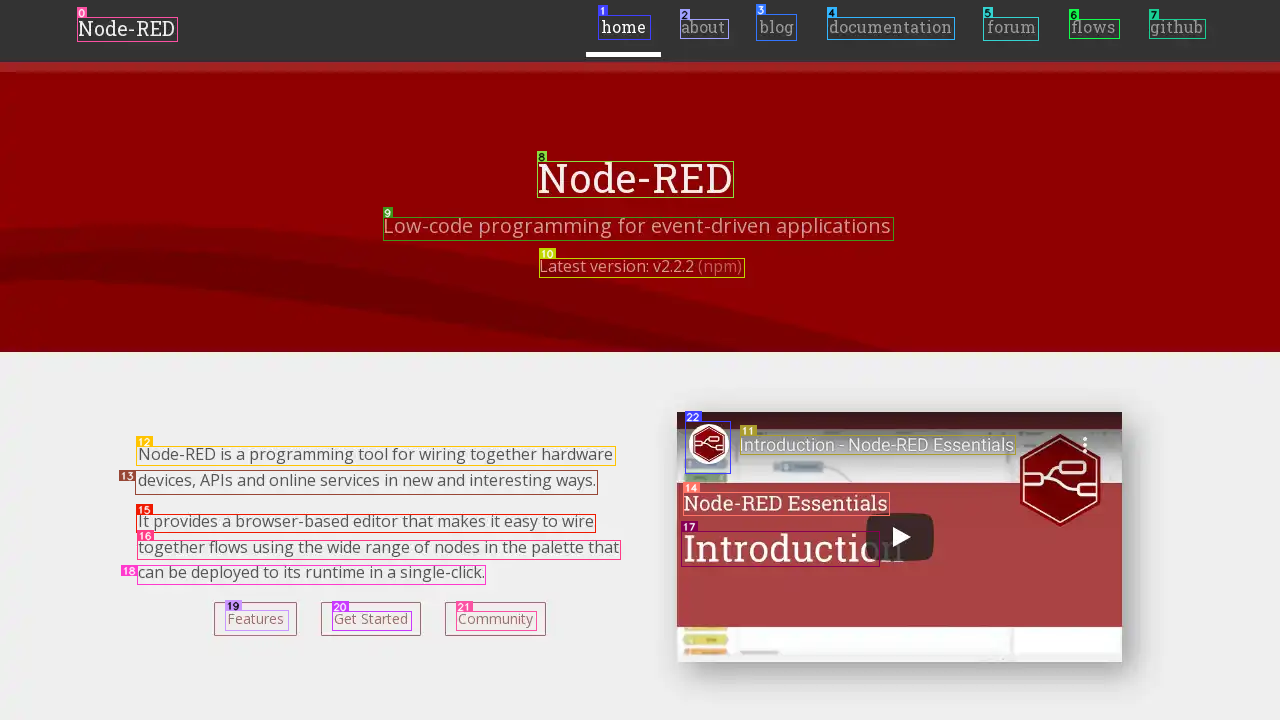 Node-RED
home about blog documentation forum flows github
Node-RED
Low-code programming for event-driven applications
Latest version: v2.2.2 (npm)
Node-RED is a programming tool for wiring together hardware
devices, APIs and online services in new and interesting ways.
It provides a browser-based editor that makes it easy to wire
together flows using the wide range of nodes in the palette that
can be deployed to its runtime in a single-click.
Features Get Started Community
Introduction - Node-RED Essentials
Node-RED Essentials
Introduction
0
1
2
3
4
5
6
7
8
9
10
11
12
13
14
15
16
17
18
19
20
21
22